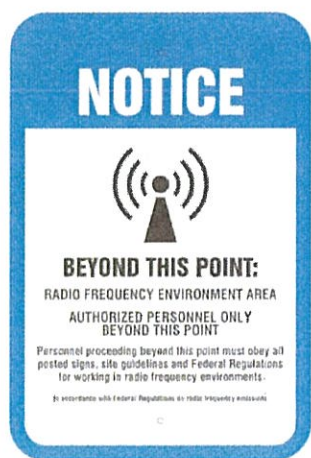 NOTICE
BEYOND THIS POINT:
RADIO FREQUENCY ENVIRONMENT AREA
AUTHORIZED PERSONNEL ONLY
BEYOND THIS POINT
Personnel proceeding beyond this point must obey all
posted signs, site guidelines and Federal Regulations
for working in radio frequency environments.
In accordance with Federal Regulations on radio frequency emissions